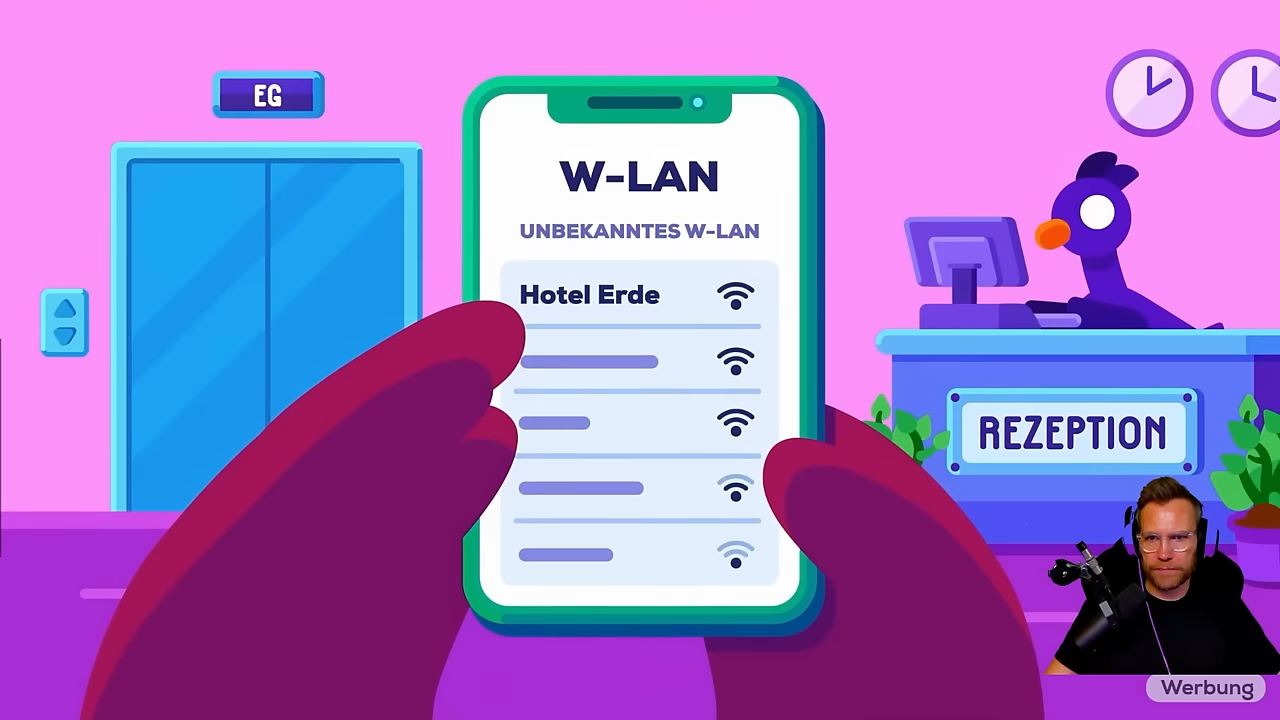 EG
W-LAN
UNBEKANNTES W-LAN
Hotel Erde
REZEPTION
Werbung